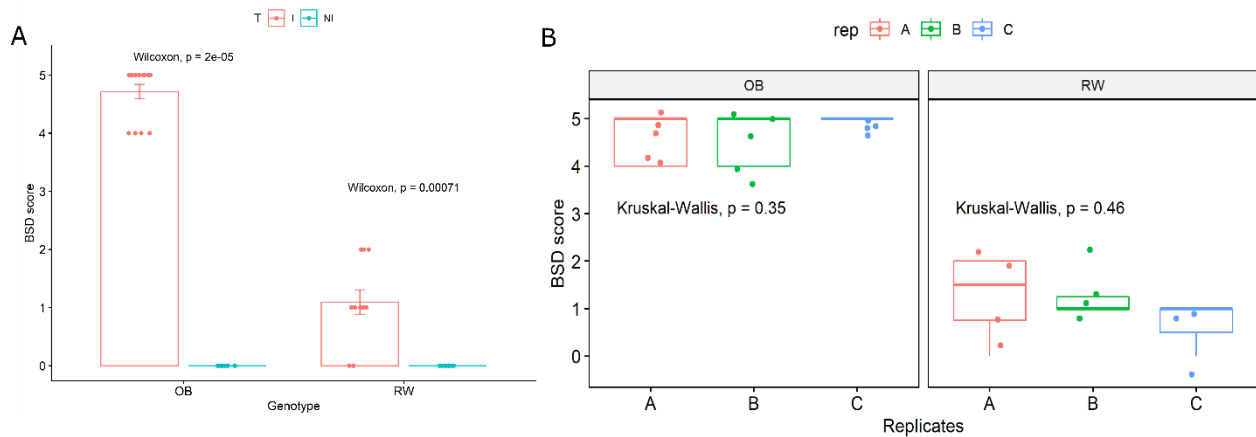 A
T I NI
Wilcoxon, p = 2e-05
Wilcoxon, p = 0.00071
BSD score
5
4
3
2
1
0
OB RW
Genotype
B
rep A B C
OB RW
Kruskal-Wallis, p = 0.35
Kruskal-Wallis, p = 0.46
BSD score
5
4
3
2
1
0
A B C A B C
Replicates